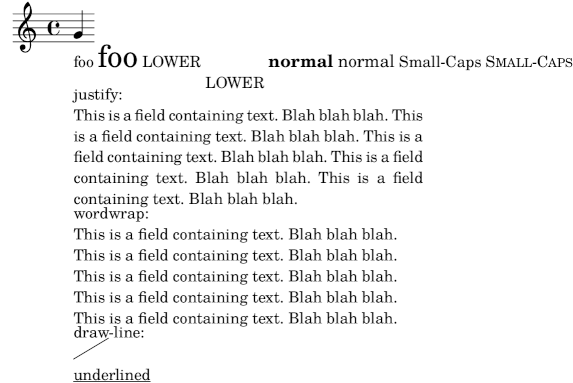 foo foo LOWER normal normal Small-Caps SMALL-CAPS
LOWER
justify:
This is a field containing text. Blah blah blah. This
is a field containing text. Blah blah blah. This is a
field containing text. Blah blah blah. This is a field
containing text. Blah blah blah. This is a field
containing text. Blah blah blah.
wordwrap:
This is a field containing text. Blah blah blah.
This is a field containing text. Blah blah blah.
This is a field containing text. Blah blah blah.
This is a field containing text. Blah blah blah.
This is a field containing text. Blah blah blah.
draw-line:
underlined